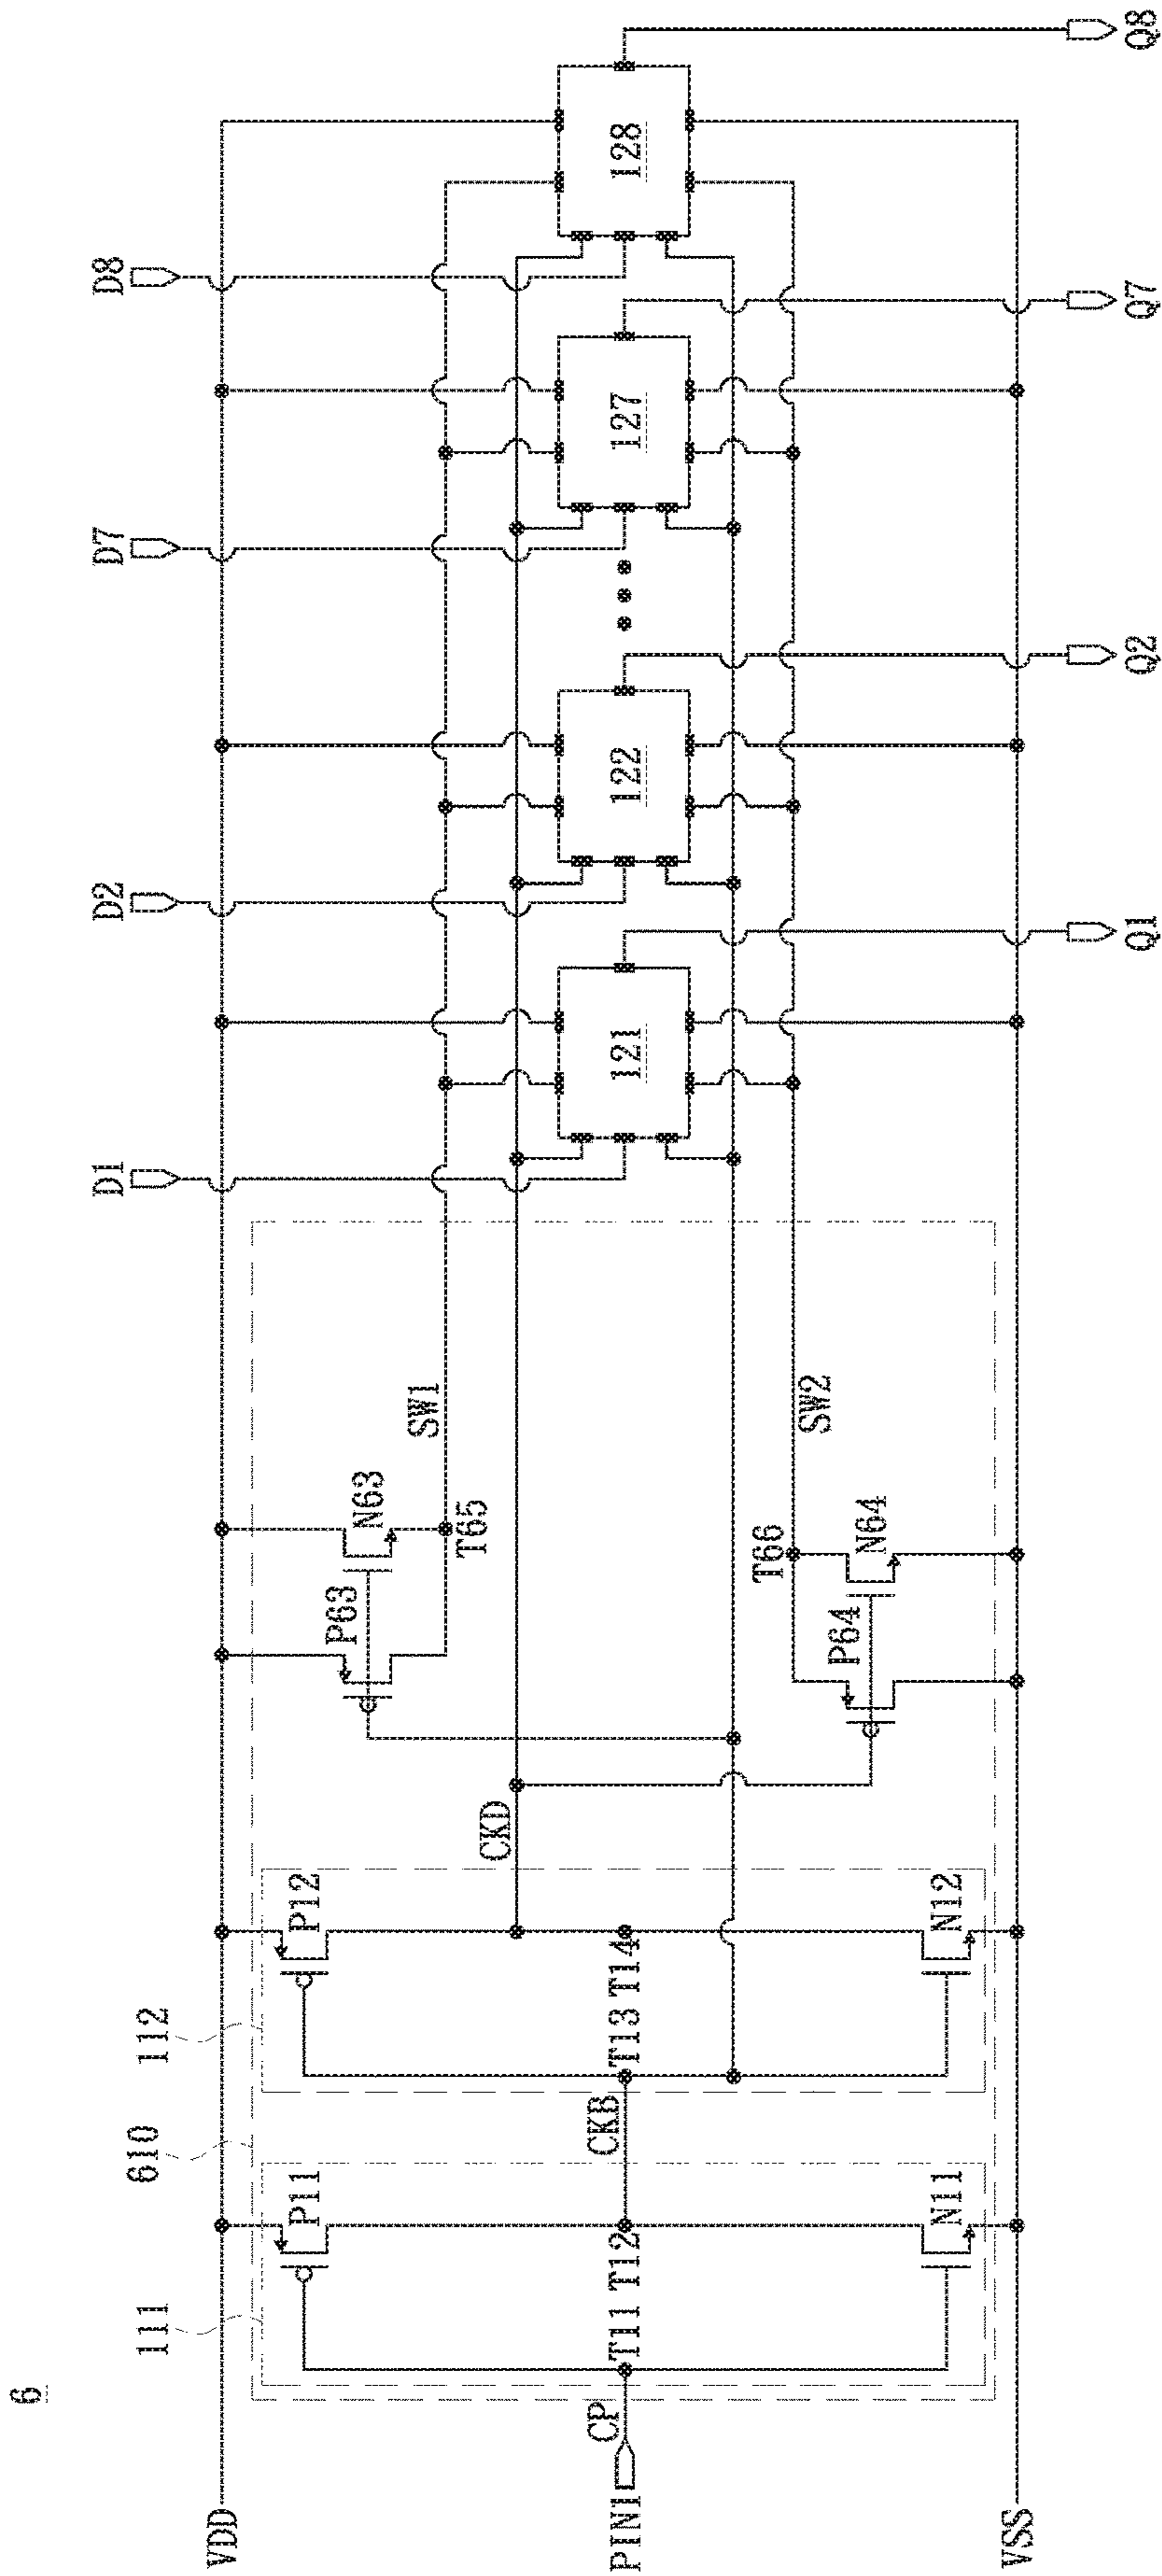 6
D1
D2
D7
D8
111
610
112
VDD
P11
P12
P63
N63
SW1
T65
CKD
PIN1
CP
T11
T12
CKB
T13
T14
121
122
127
128
T66
SW2
P64
N64
N11
N12
VSS
Q1
Q2
Q7
Q8